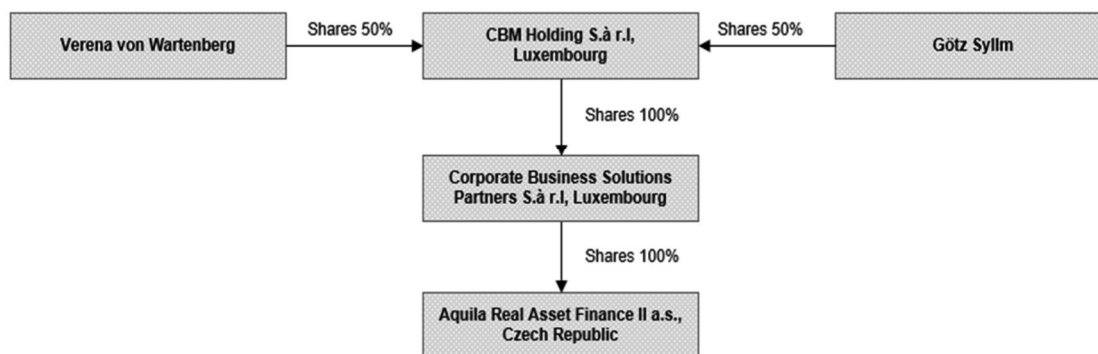 Verena von Wartenberg
Shares 50%
CBM Holding S.à r.l,
Luxembourg
Shares 50%
Götz Syllm
Shares 100%
Corporate Business Solutions
Partners S.à r.l, Luxembourg
Shares 100%
Aquila Real Asset Finance II a.s.,
Czech Republic